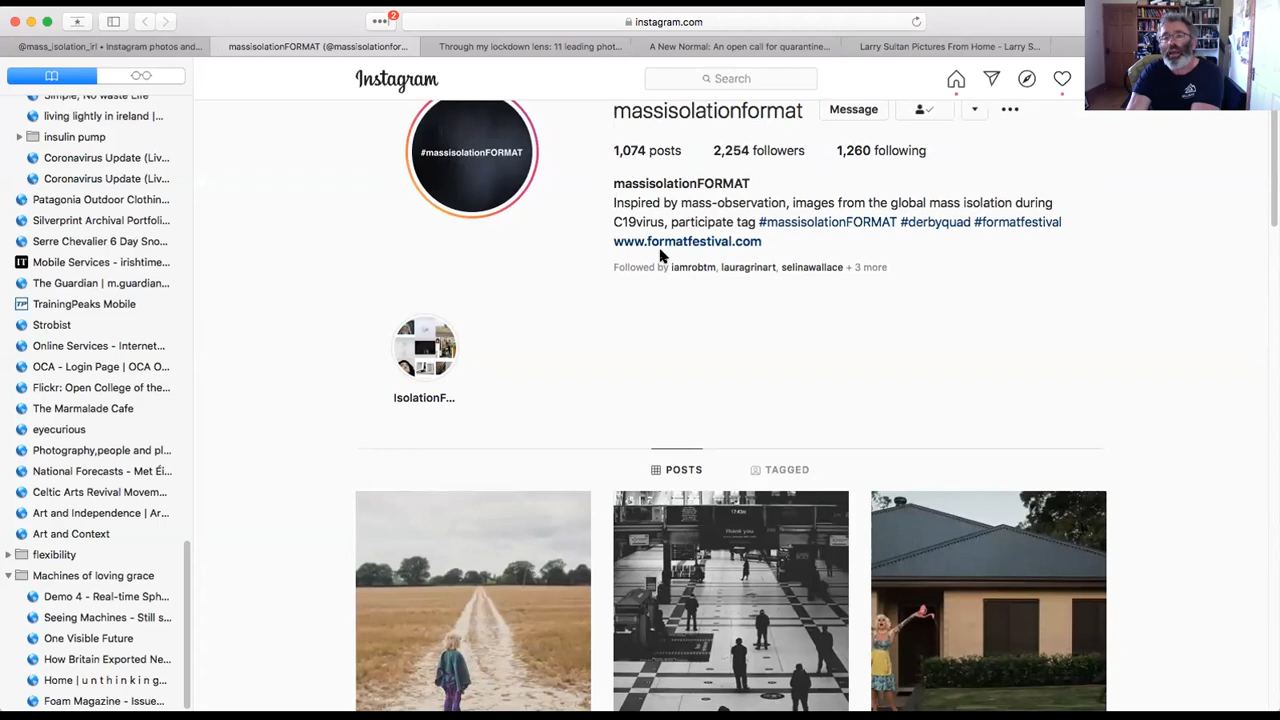 2
instagram.com
@mass_isolation_irl • Instagram photos and...
massisolationFORMAT (@massisolationfor...
Through my lockdown lens: 11 leading phot...
A New Normal: An open call for quarantine...
Larry Sultan Pictures From Home - Larry S...
Simple, No waste Life
living lightly in ireland |...
insulin pump
Coronavirus Update (Liv...
Coronavirus Update (Liv...
Patagonia Outdoor Clothin...
Silverprint Archival Portfoli...
Serre Chevalier 6 Day Sno...
IT Mobile Services - irishtime...
The Guardian | m.guardian...
TP TrainingPeaks Mobile
Strobist
Online Services - Internet...
OCA - Login Page | OCA O...
Flickr: Open College of the...
The Marmalade Cafe
eyecurious
Photography,people and pl...
National Forecasts - Met Éi...
Celtic Arts Revival Movem...
Art and Independence | Ar...
Art and Context
flexibility
Machines of loving grace
Demo 4 - Real-time Sph...
Seeing Machines - Still s...
One Visible Future
How Britain Exported Ne...
Home | u n t h i n k i n g...
Foam Magazine - Issue...
Instagram
Search
#massisolationFORMAT
massisolationformat
Message
1,074 posts 2,254 followers 1,260 following
massisolationFORMAT
Inspired by mass-observation, images from the global mass isolation during
C19virus, participate tag #massisolationFORMAT #derbyquad #formatfestival
www.formatfestival.com
Followed by iamrobtm, lauragrinart, selinawallace + 3 more
IsolationF...
POSTS
TAGGED
Thank you